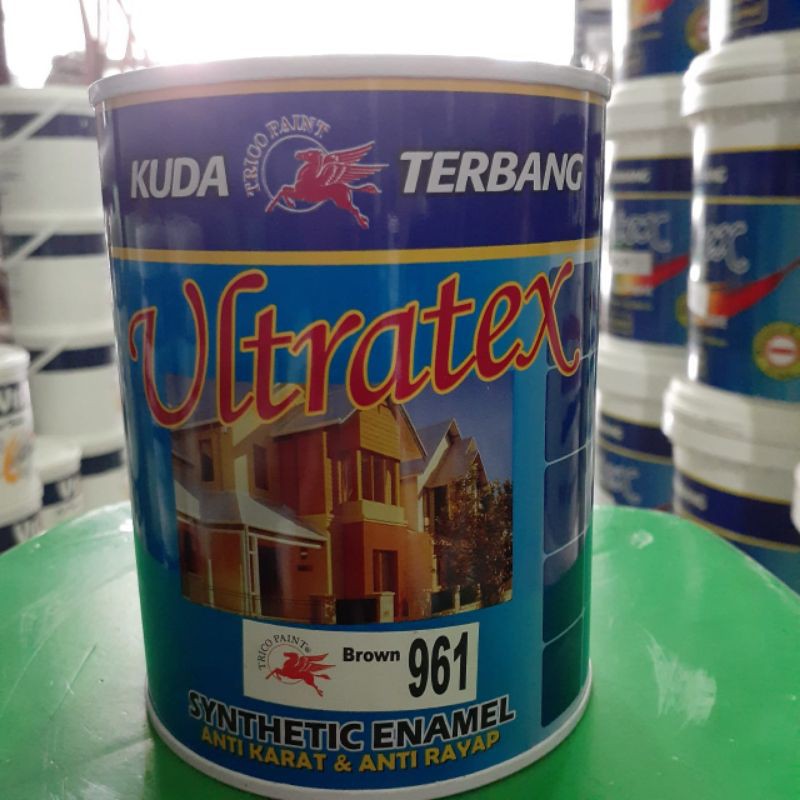 KUDA TERBANG
TRICO PAINT
Ultratex
TRICO PAINT®
Brown 961
SYNTHETIC ENAMEL
ANTI KARAT & ANTI RAYAP